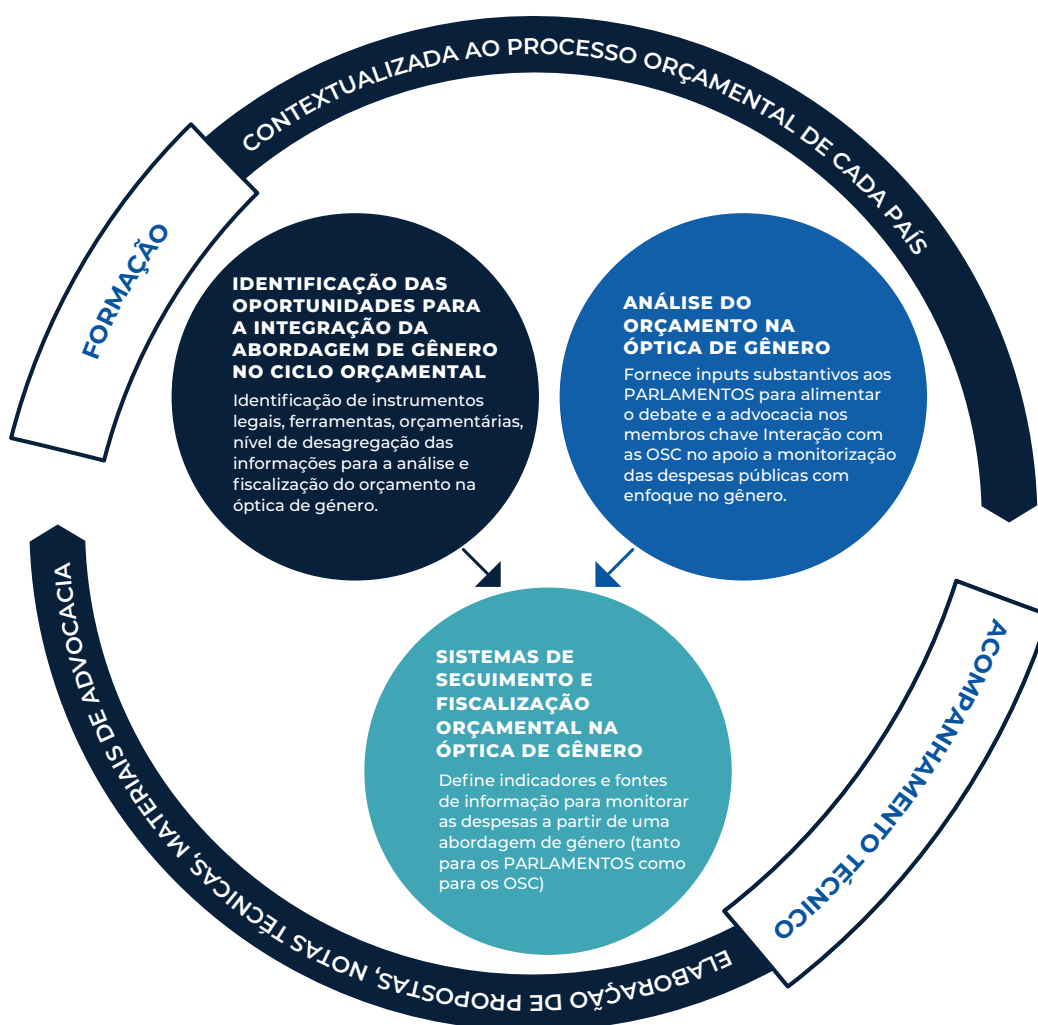 CONTEXTUALIZADA AO PROCESSO ORÇAMENTAL DE CADA PAÍS
FORMAÇÃO
IDENTIFICAÇÃO DAS
OPORTUNIDADES PARA
A INTEGRAÇÃO DA
ABORDAGEM DE GÊNERO
NO CICLO ORÇAMENTAL
Identificação de instrumentos
legais, ferramentas, orçamentárias,
nível de desagregação das
informações para a análise e
fiscalização do orçamento na
óptica de género.
ANÁLISE DO
ORÇAMENTO NA
ÓPTICA DE GÊNERO
Fornece inputs substantivos aos
PARLAMENTOS para alimentar
o debate e a advocacia nos
membros chave Interação com
as OSC no apoio a monitorização
das despesas públicas com
enfoque no gênero.
SISTEMAS DE
SEGUIMENTO E
FISCALIZAÇÃO
ORÇAMENTAL NA
ÓPTICA DE GÊNERO
Define indicadores e fontes
de informação para monitorar
as despesas a partir de uma
abordagem de género (tanto
para os PARLAMENTOS como
para os OSC)
ACOMPANHAMENTO TÉCNICO
ELABORAÇÃO DE PROPOSTAS, NOTAS TÉCNICAS, MATERIAIS DE ADVOCACIA